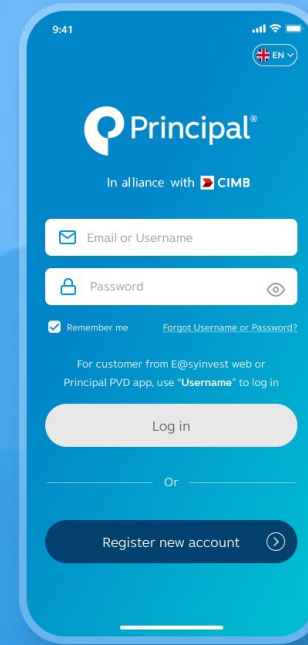 9:41
EN
Principal®
In alliance with CIMB
Email or Username
Password
Remember me Forgot Username or Password?
For customer from E@syinvest web or
Principal PVD app, use "Username" to log in
Log in
Or
Register new account